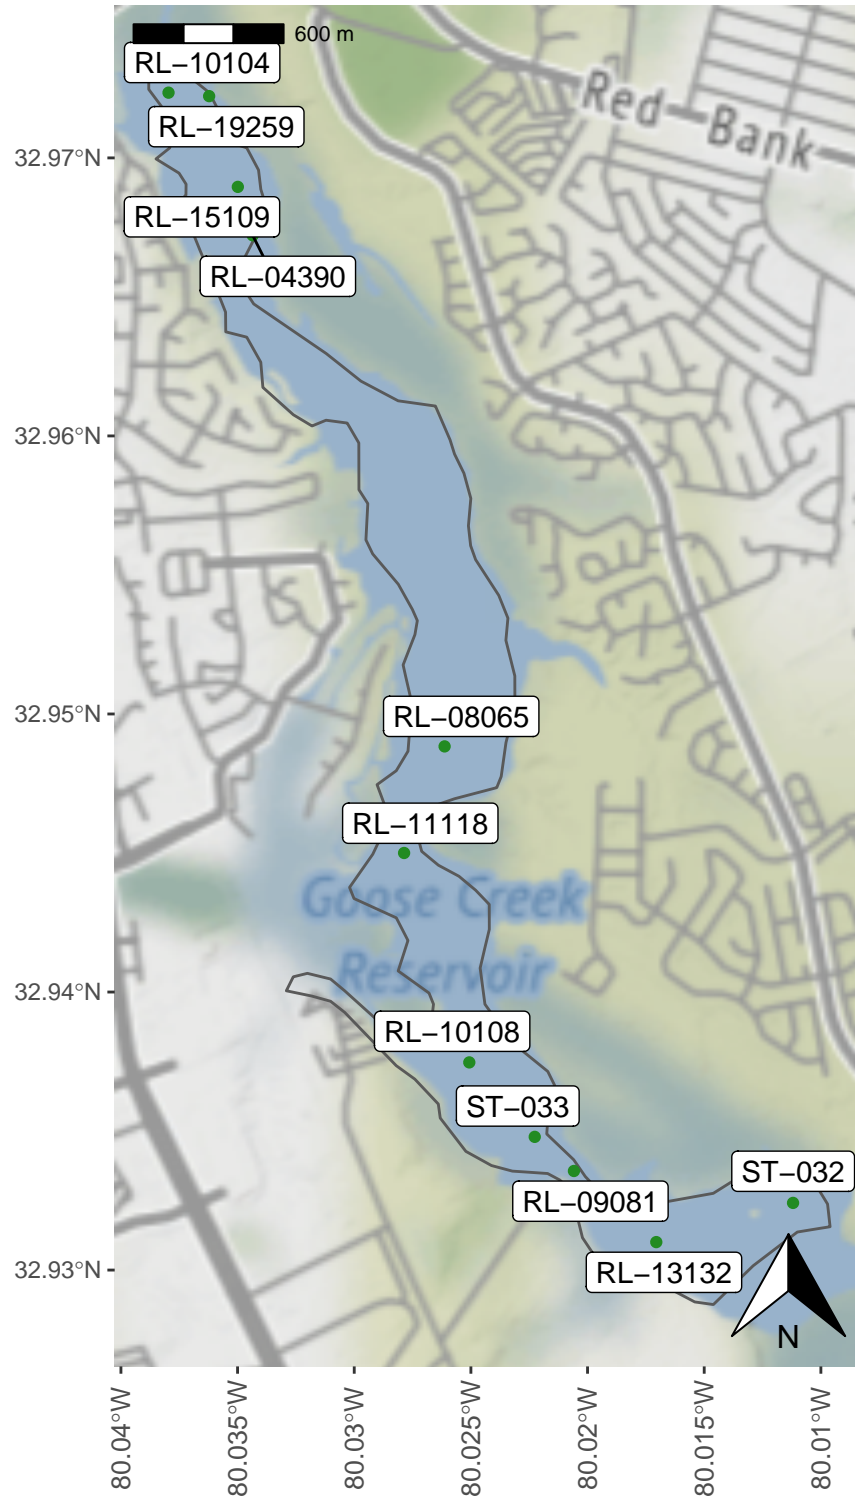 600 m
RL−10104
Red Bank
RL−19259
32.97°N
RL−15109
RL−04390
32.96°N
32.95°N
RL−08065
RL−11118
Goose Creek
Reservoir
32.94°N
RL−10108
ST−033
ST−032
RL−09081
32.93°N
RL−13132
N
80.04°W
80.035°W
80.03°W
80.025°W
80.02°W
80.015°W
80.01°W